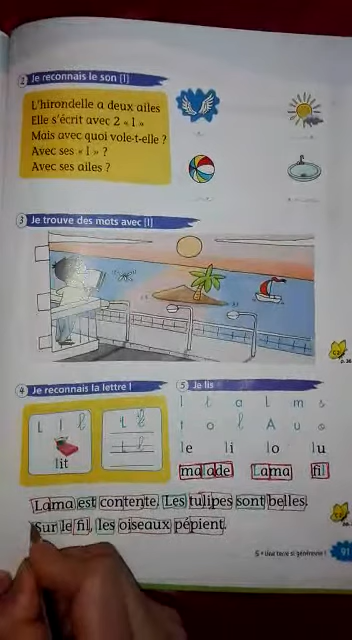 2 Je reconnais le son [l]
L'hirondelle a deux ailes
Elle s'écrit avec 2 « l »
Mais avec quoi vole-t-elle ?
Avec ses « l » ?
Avec ses ailes ?
3 Je trouve des mots avec [l]
4 Je reconnais la lettre l
L l l
lit
5 Je lis
l l a L m s
l o l A u
le li lo lu
malade Lama fil
Lama est contente. Les tulipes sont belles.
Sur le fil, les oiseaux pépient.
91